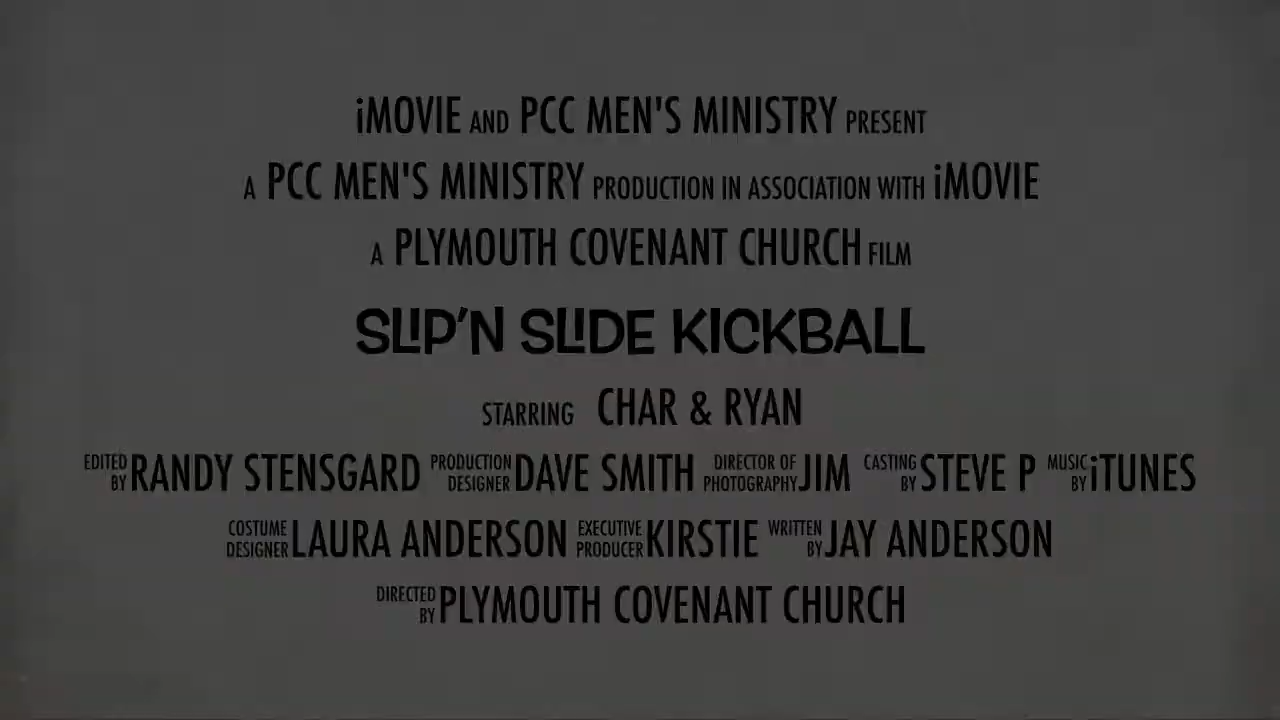 iMOVIE AND PCC MEN'S MINISTRY PRESENT
A PCC MEN'S MINISTRY PRODUCTION IN ASSOCIATION WITH iMOVIE
A PLYMOUTH COVENANT CHURCH FILM
SLIP'N SLIDE KICKBALL
STARRING CHAR & RYAN
EDITED BY RANDY STENSGARD PRODUCTION DESIGNER DAVE SMITH DIRECTOR OF PHOTOGRAPHY JIM CASTING BY STEVE P MUSIC BY iTUNES
COSTUME DESIGNER LAURA ANDERSON EXECUTIVE PRODUCER KIRSTIE WRITTEN BY JAY ANDERSON
DIRECTED BY PLYMOUTH COVENANT CHURCH